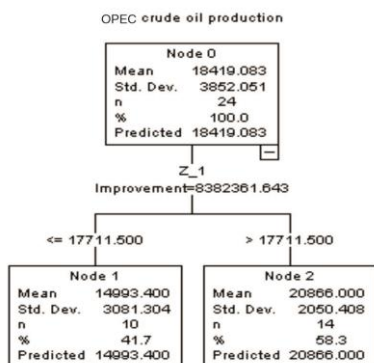 OPEC crude oil production
Node 0
Mean 18419.083
Std. Dev. 3852.051
n 24
% 100.0
Predicted 18419.083
Z_1
Improvement=8382361.643
<= 17711.500
> 17711.500
Node 1
Mean 14993.400
Std. Dev. 3081.304
n 10
% 41.7
Predicted 14993.400
Node 2
Mean 20866.000
Std. Dev. 2050.408
n 14
% 58.3
Predicted 20866.000